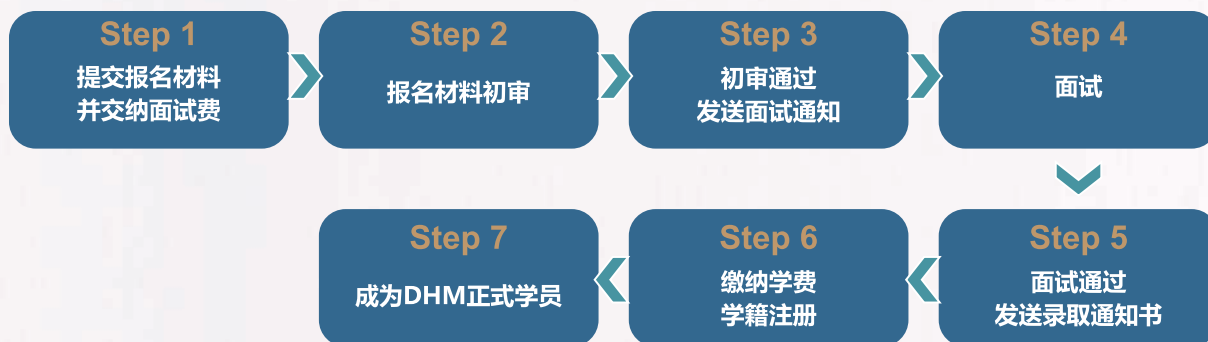 Step 1
提交报名材料
并交纳面试费
Step 2
报名材料初审
Step 3
初审通过
发送面试通知
Step 4
面试
Step 5
面试通过
发送录取通知书
Step 6
缴纳学费
学籍注册
Step 7
成为DHM正式学员